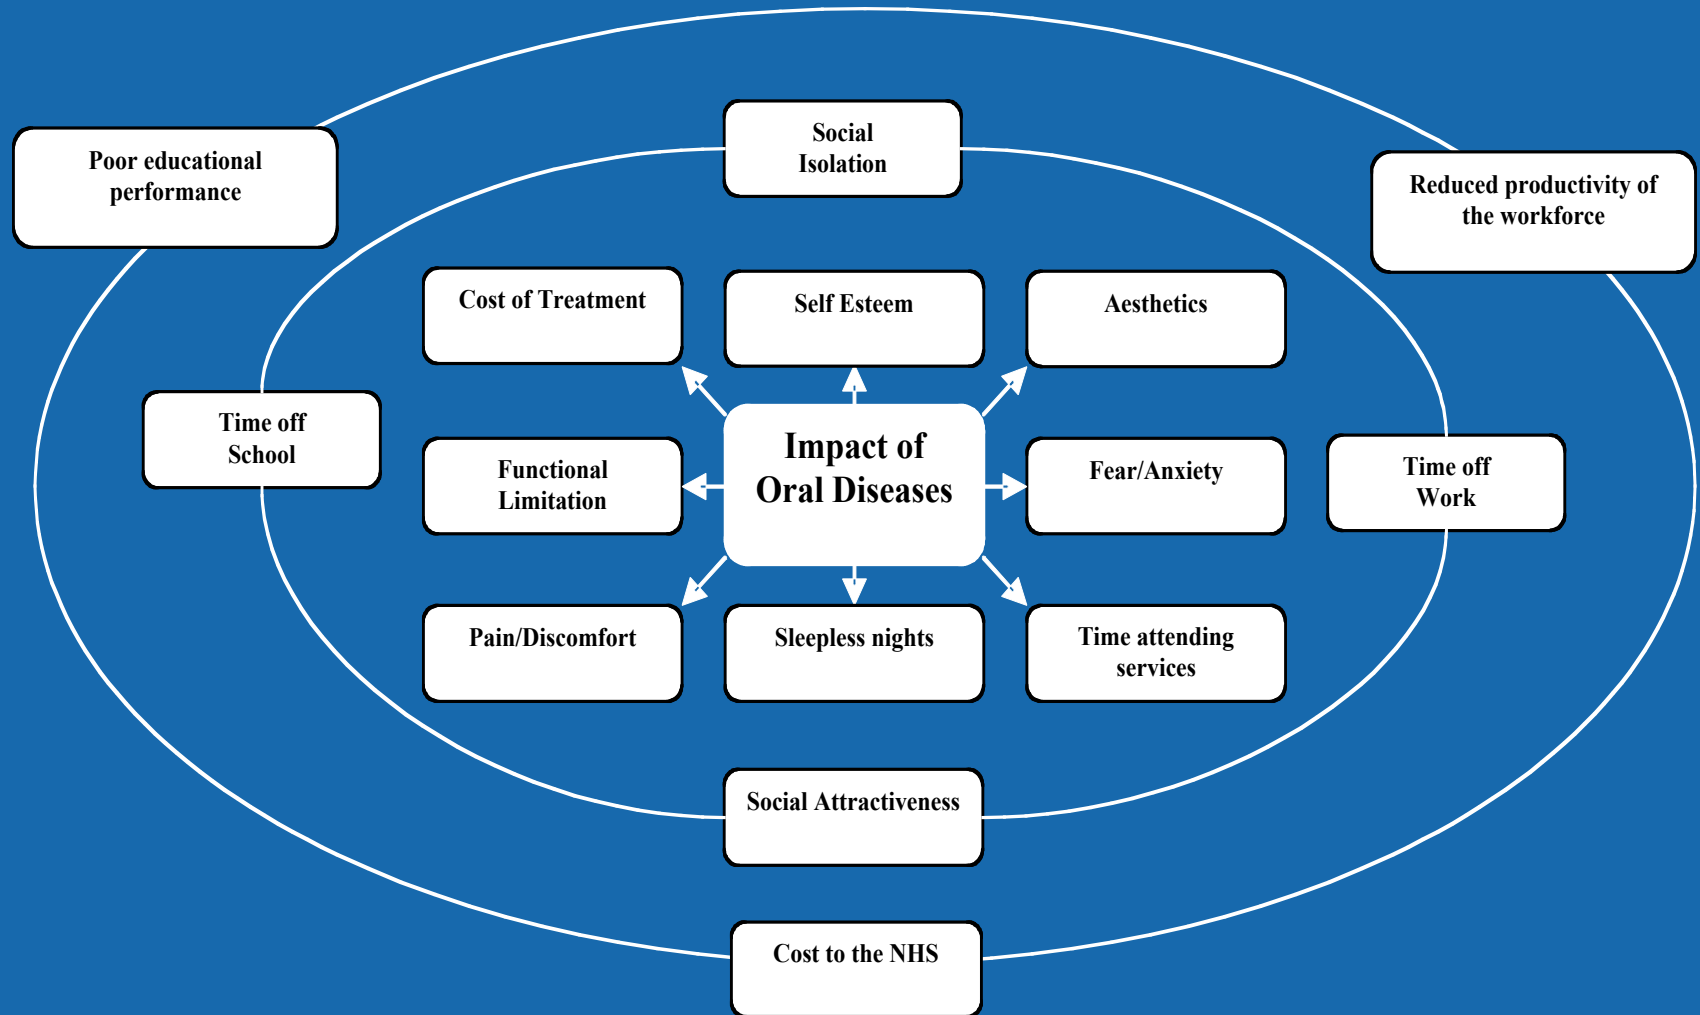 Social
Isolation
Poor educational
performance
Reduced productivity of
the workforce
Cost of Treatment
Self Esteem
Aesthetics
Time off
School
Functional
Limitation
Impact of
Oral Diseases
Fear/Anxiety
Time off
Work
Pain/Discomfort
Sleepless nights
Time attending
services
Social Attractiveness
Cost to the NHS